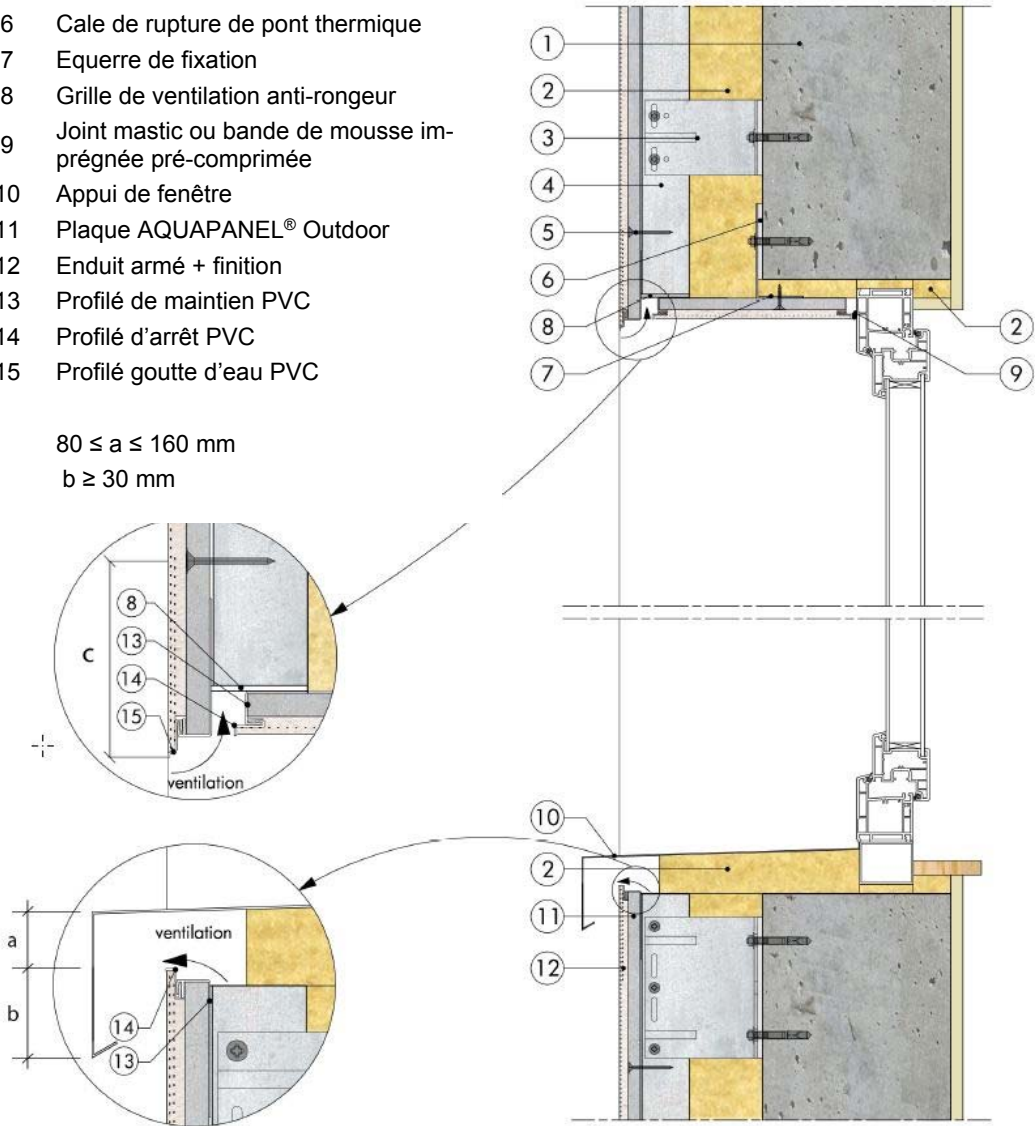 6 Cale de rupture de pont thermique
7 Equerre de fixation
8 Grille de ventilation anti-rongeur
9 Joint mastic ou bande de mousse im-
prégnée pré-comprimée
10 Appui de fenêtre
11 Plaque AQUAPANEL® Outdoor
12 Enduit armé + finition
13 Profilé de maintien PVC
14 Profilé d'arrêt PVC
15 Profilé goutte d'eau PVC
80 ≤ a ≤ 160 mm
b ≥ 30 mm
1
2
3
4
5
6
8
7
2
9
8
13
14
15
c
ventilation
10
2
11
12
a
b
ventilation
14
13